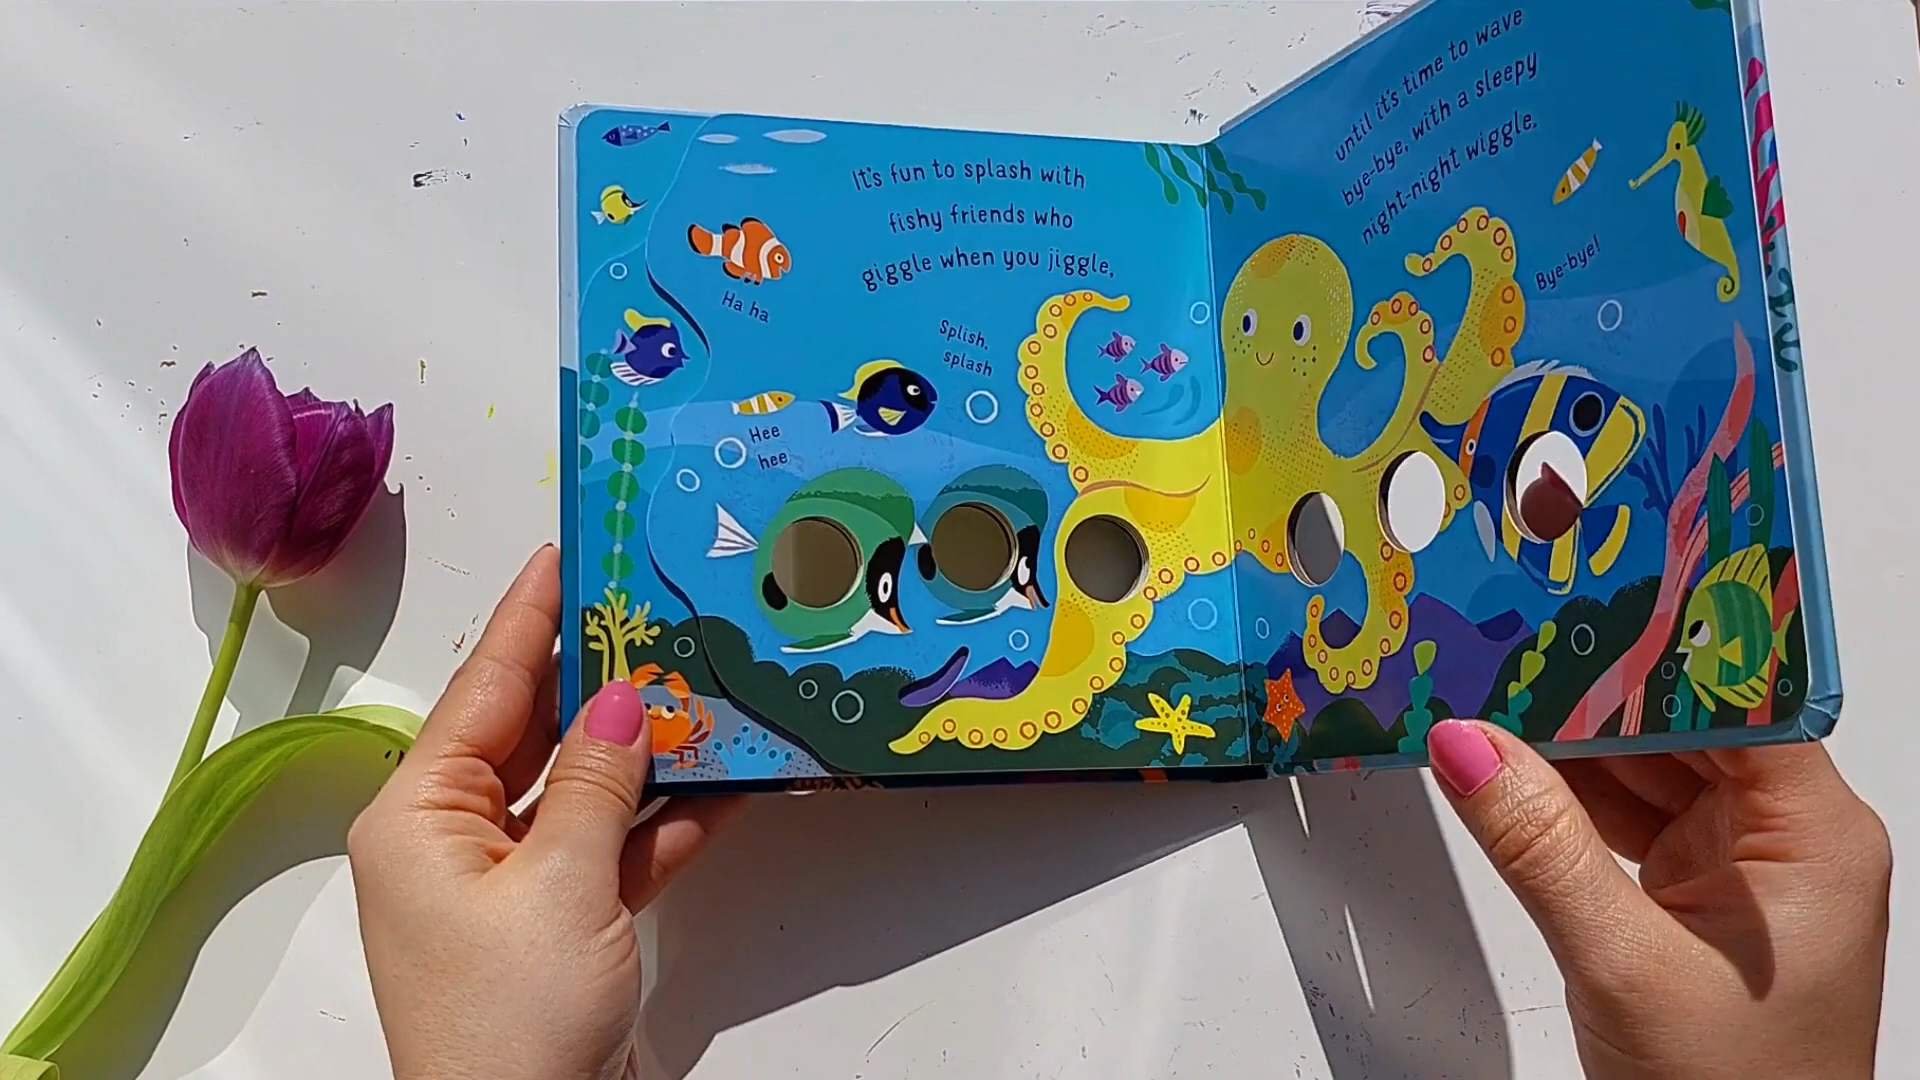 It's fun to splash with
fishy friends who
giggle when you jiggle,
Ha ha
Splish,
splash
Hee
hee
until it's time to wave
bye-bye, with a sleepy
night-night wiggle.
Bye-bye!